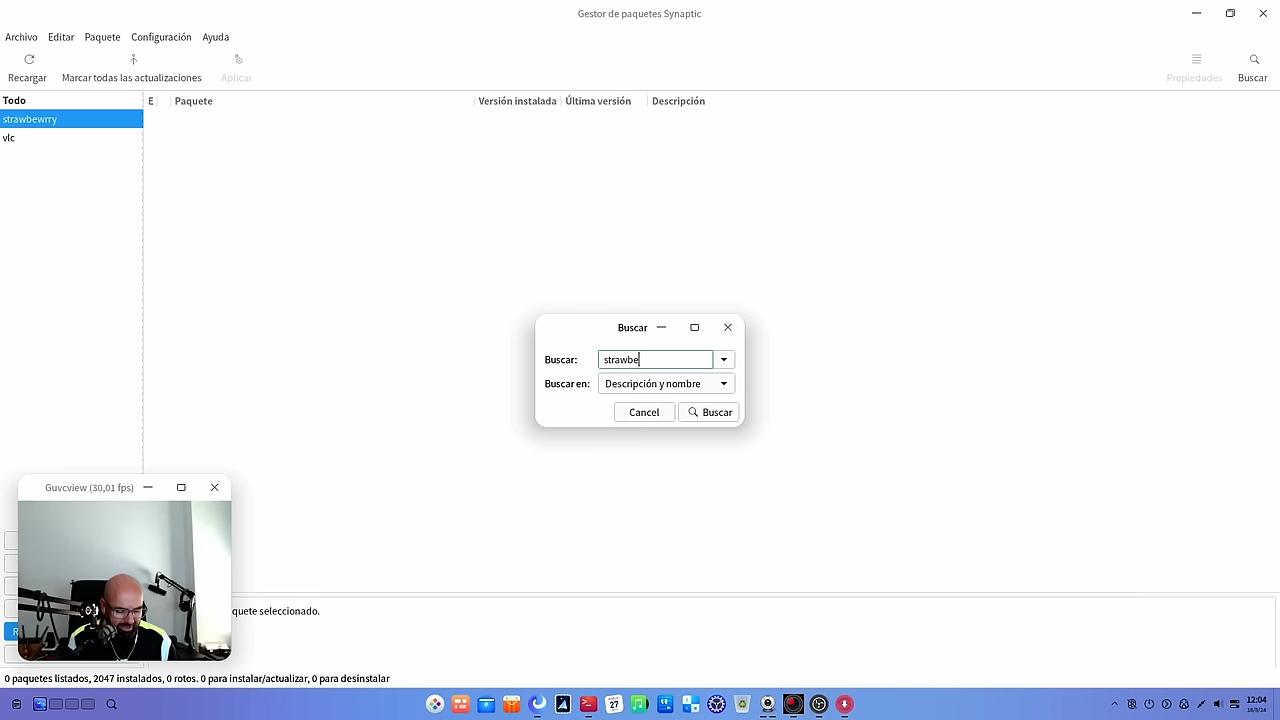 Gestor de paquetes Synaptic
Archivo Editar Paquete Configuración Ayuda
Recargar Marcar todas las actualizaciones Aplicar Propiedades Buscar
Todo
E Paquete Versión instalada Última versión Descripción
strawbewrry
vlc
Buscar
Buscar: strawbe
Buscar en: Descripción y nombre
Cancel Buscar
Guvcview (30,01 fps)
quete seleccionado.
0 paquetes listados, 2047 instalados, 0 rotos. 0 para instalar/actualizar, 0 para desinstalar
27
12:04
18/8/24